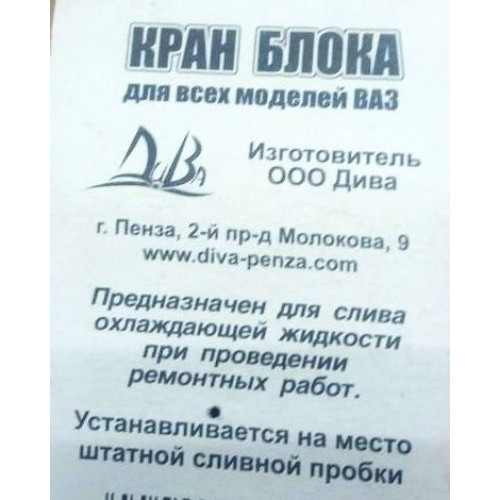 КРАН БЛОКА
для всех моделей ВАЗ
ДиВа
Изготовитель
ООО Дива
г. Пенза, 2-й пр-д Молокова, 9
www.diva-penza.com
Предназначен для слива
охлаждающей жидкости
при проведении
ремонтных работ.
Устанавливается на место
штатной сливной пробки